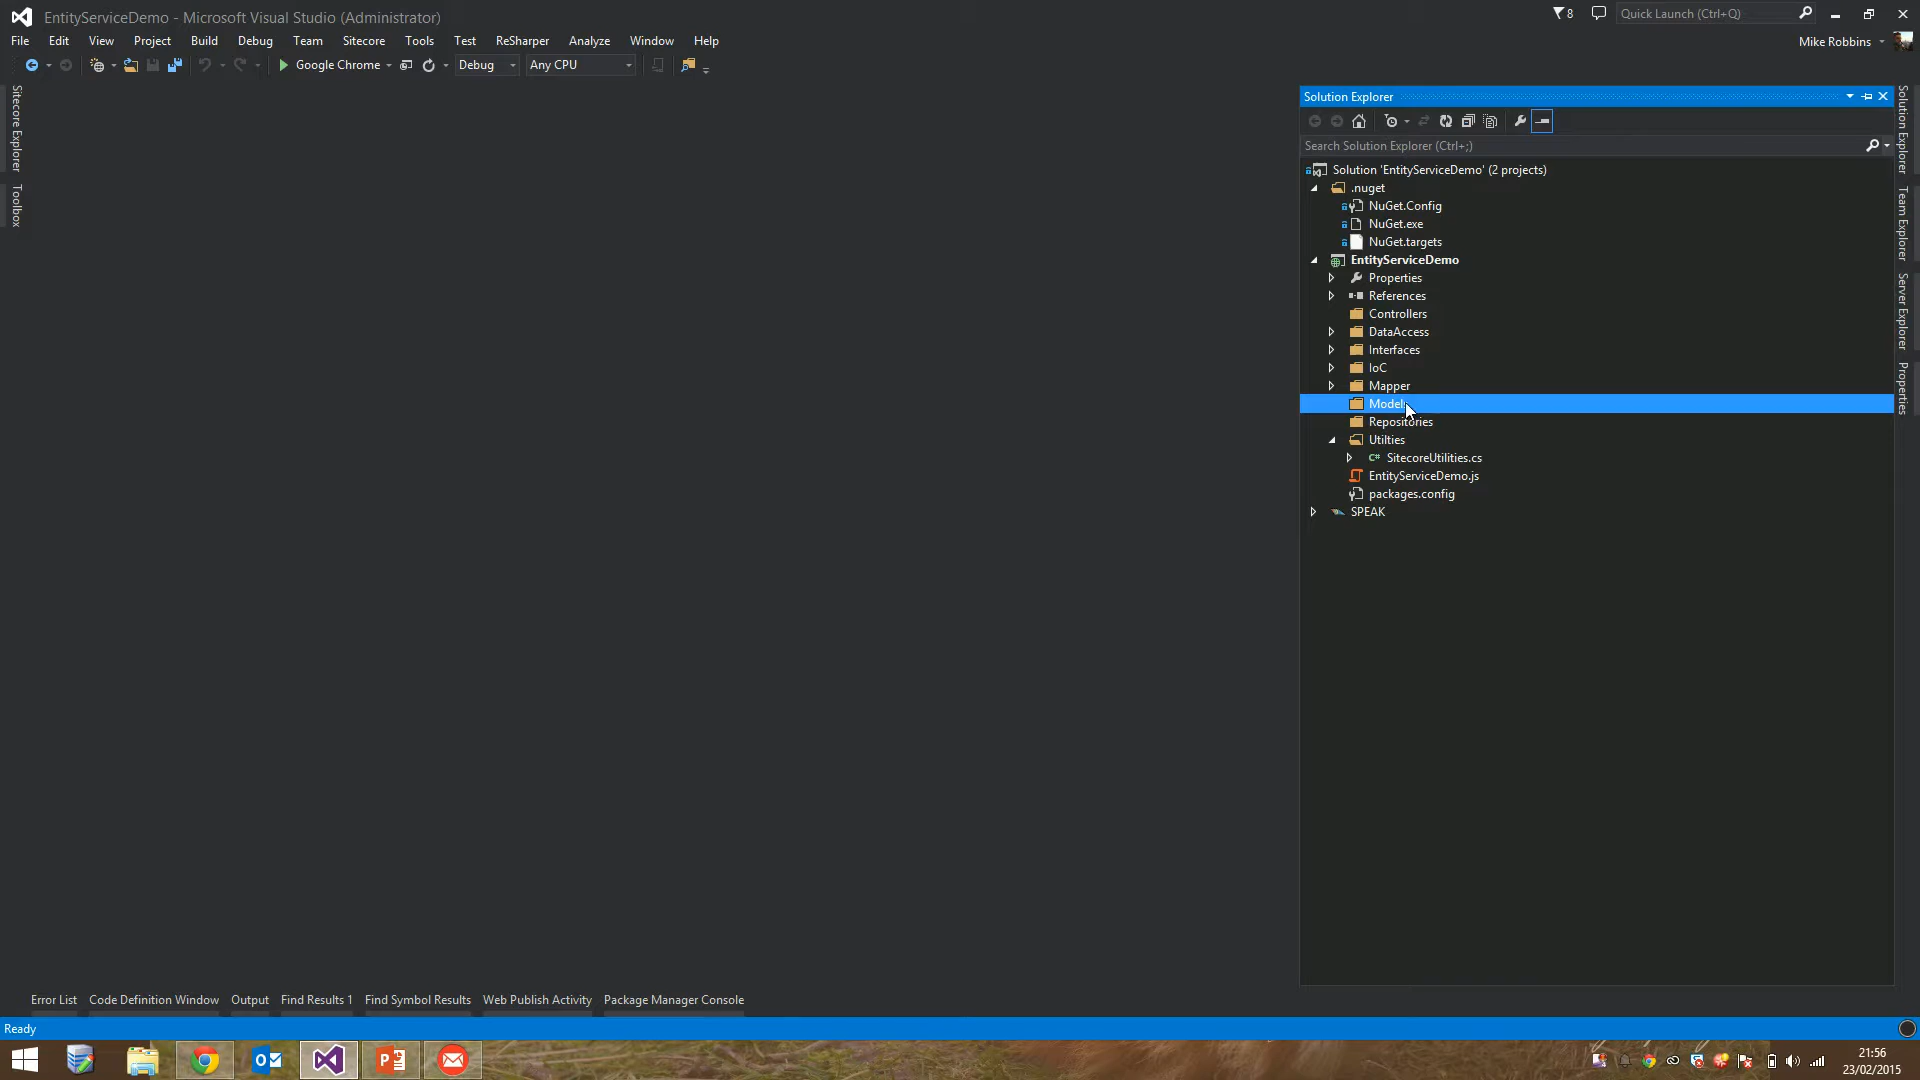 EntityServiceDemo - Microsoft Visual Studio (Administrator)
8
Quick Launch (Ctrl+Q)
File Edit View Project Build Debug Team Sitecore Tools Test ReSharper Analyze Window Help
Mike Robbins
Google Chrome
Debug
Any CPU
Sitecore Explorer
Toolbox
Solution Explorer
Search Solution Explorer (Ctrl+;)
Solution 'EntityServiceDemo' (2 projects)
.nuget
NuGet.Config
NuGet.exe
NuGet.targets
EntityServiceDemo
Properties
References
Controllers
DataAccess
Interfaces
IoC
Mapper
Models
Repositories
Utilties
SitecoreUtilities.cs
EntityServiceDemo.js
packages.config
SPEAK
Solution Explorer
Team Explorer
Server Explorer
Properties
Error List Code Definition Window Output Find Results 1 Find Symbol Results Web Publish Activity Package Manager Console
Ready
21:56
23/02/2015